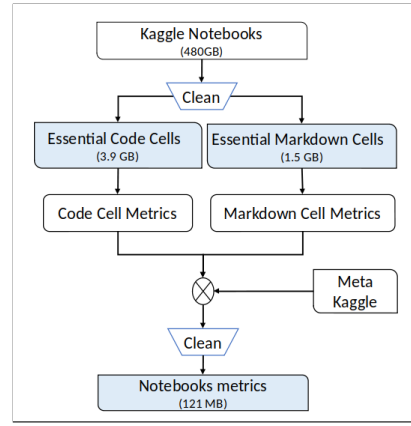 Kaggle Notebooks
(480GB)
Clean
Essential Code Cells
(3.9 GB)
Essential Markdown Cells
(1.5 GB)
Code Cell Metrics
Markdown Cell Metrics
Meta
Kaggle
Clean
Notebooks metrics
(121 MB)